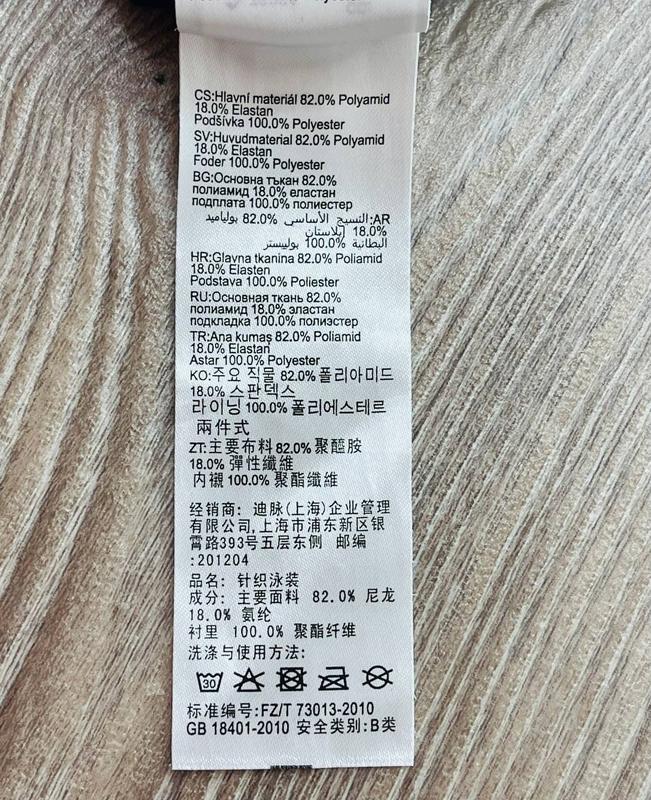 CS:Hlavní materiál 82.0% Polyamid
18.0% Elastan
Podšívka 100.0% Polyester
SV:Huvudmaterial 82.0% Polyamid
18.0% Elastan
Foder 100.0% Polyester
BG:Основна тъкан 82.0%
полиамид 18.0% еластан
подплата 100.0% полиестер
AR:النسيج الأساسي 82.0% بولياميد
18.0% إيلاستان
البطانية 100.0% بوليستر
HR:Glavna tkanina 82.0% Poliamid
18.0% Elasten
Podstava 100.0% Poliester
RU:Основная ткань 82.0%
полиамид 18.0% эластан
подкладка 100.0% полиэстер
TR:Ana kumaş 82.0% Poliamid
18.0% Elastan
Astar 100.0% Polyester
KO:주요 직물 82.0% 폴리아미드
18.0% 스판덱스
라이닝 100.0% 폴리에스테르
兩件式
ZT:主要布料 82.0% 聚醯胺
18.0% 彈性纖維
内襯 100.0% 聚酯纖維
经销商: 迪脉(上海)企业管理
有限公司,上海市浦东新区银
霄路393号五层东侧 邮编
:201204
品名: 针织泳装
成分: 主要面料 82.0% 尼龙
18.0% 氨纶
衬里 100.0% 聚酯纤维
洗涤与使用方法:
30
标准编号:FZ/T 73013-2010
GB 18401-2010 安全类别:B类